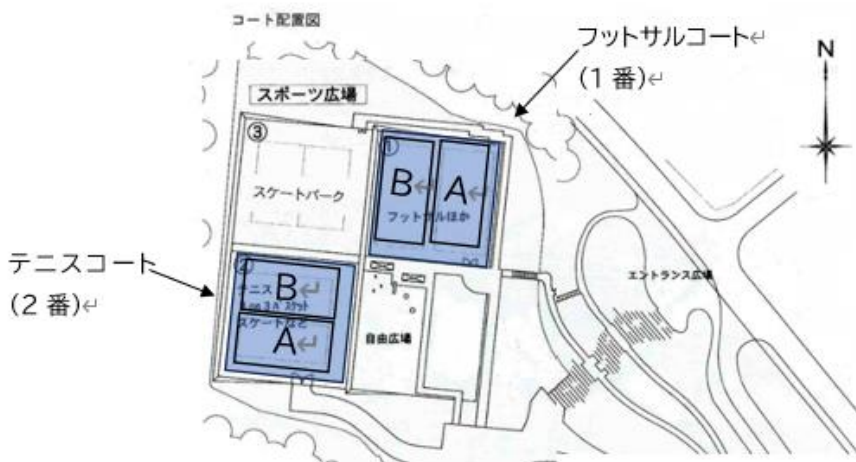 コート配置図
フットサルコート↵
(1番)↵
N
スポーツ広場
③
①
スケートパーク
B↵ A↵
フットサルほか
テニスコート
(2番)↵
②
B↵
テニス
スケートなど
A↵
自由広場
エントランス広場